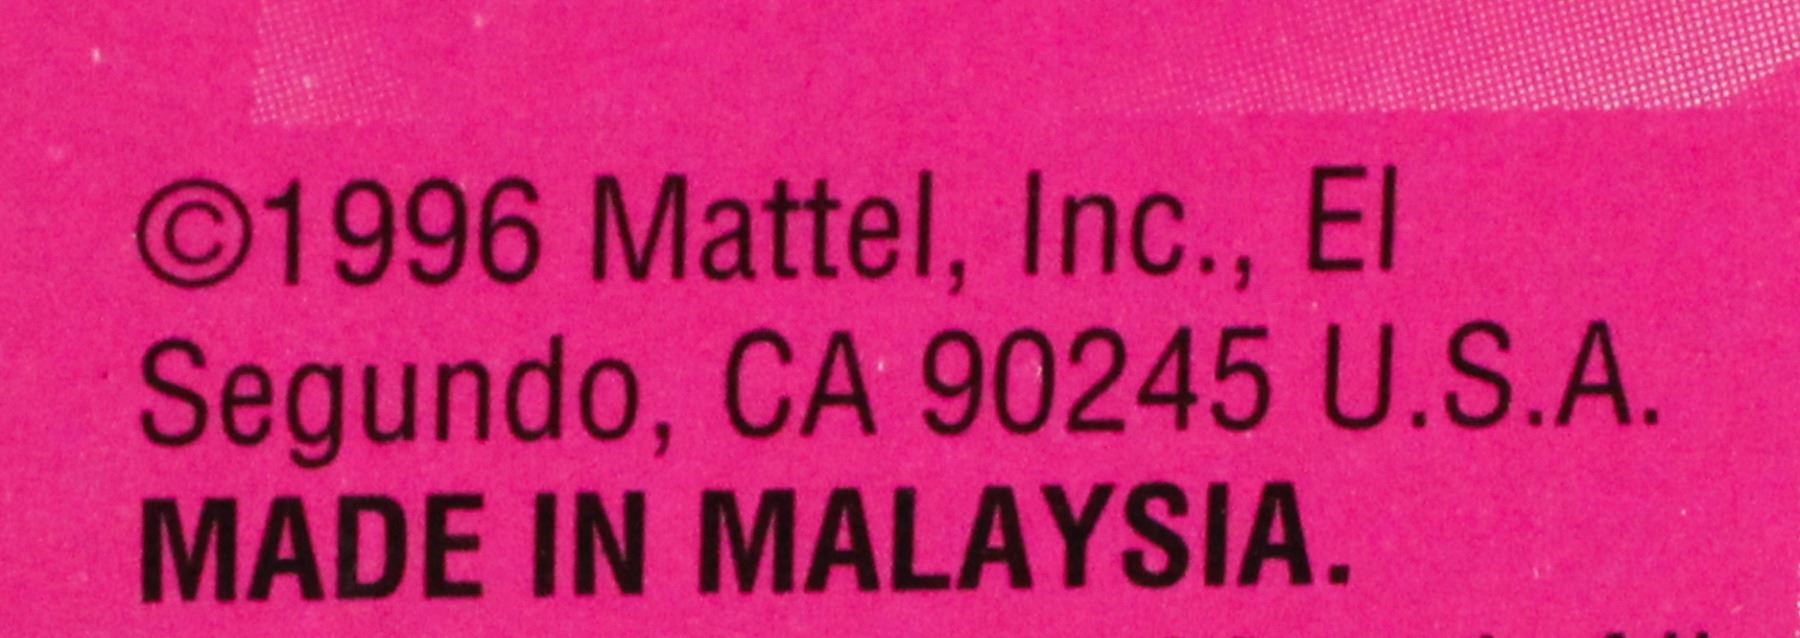 ©1996 Mattel, Inc., El
Segundo, CA 90245 U.S.A.
MADE IN MALAYSIA.